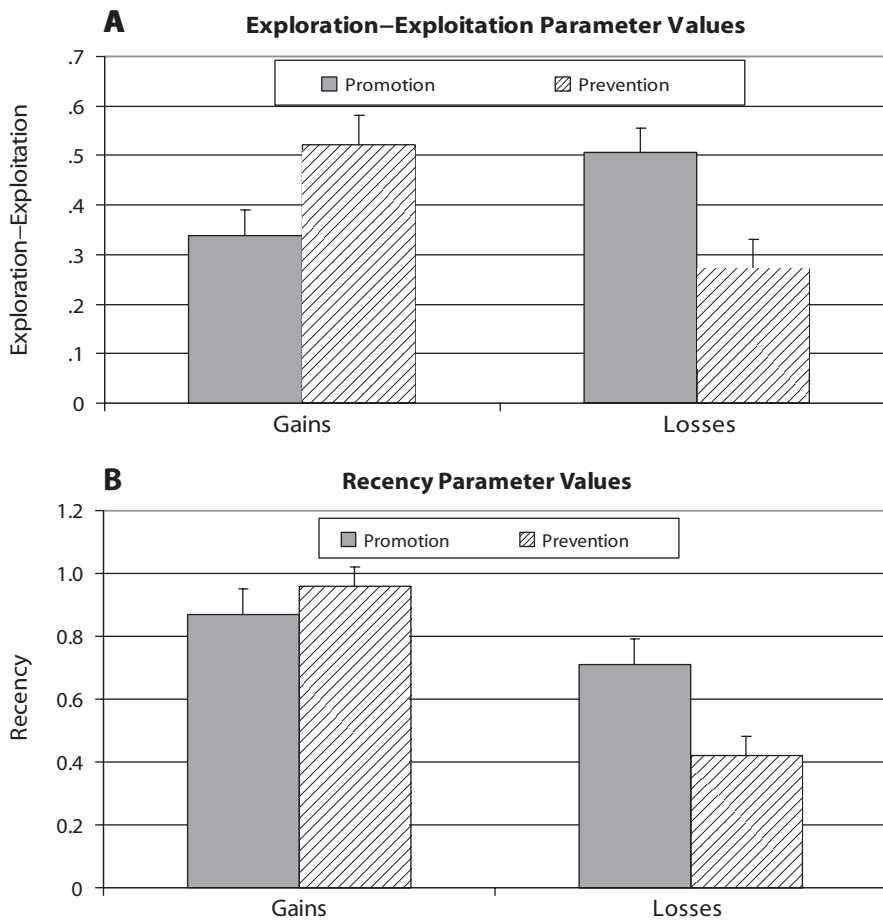 A Exploration–Exploitation Parameter Values
.7
Promotion Prevention
.6
.5
.4
.3
.2
.1
0
Exploration–Exploitation
Gains Losses
B Recency Parameter Values
1.2
Promotion Prevention
1.0
0.8
0.6
0.4
0.2
0
Recency
Gains Losses